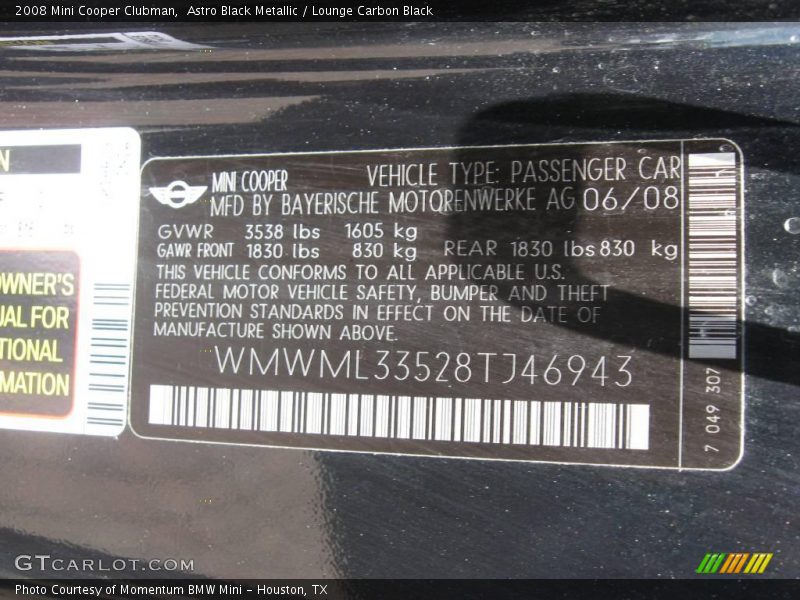 2008 Mini Cooper Clubman, Astro Black Metallic / Lounge Carbon Black
N
OWNER'S
UAL FOR
TIONAL
MATION
MINI COOPER VEHICLE TYPE: PASSENGER CAR
MFD BY BAYERISCHE MOTORENWERKE AG 06/08
GVWR 3538 lbs 1605 kg
GAWR FRONT 1830 lbs 830 kg REAR 1830 lbs 830 kg
THIS VEHICLE CONFORMS TO ALL APPLICABLE U.S.
FEDERAL MOTOR VEHICLE SAFETY, BUMPER AND THEFT
PREVENTION STANDARDS IN EFFECT ON THE DATE OF
MANUFACTURE SHOWN ABOVE.
WMWML33528TJ46943
7 049 307
GTCARLOT.COM
Photo Courtesy of Momentum BMW Mini - Houston, TX